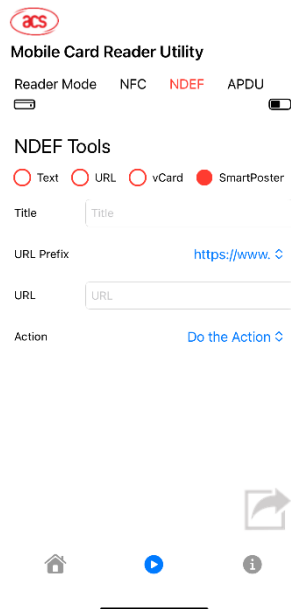 acs
Mobile Card Reader Utility
Reader Mode NFC NDEF APDU
NDEF Tools
Text URL vCard SmartPoster
Title Title
URL Prefix https://www.
URL URL
Action Do the Action